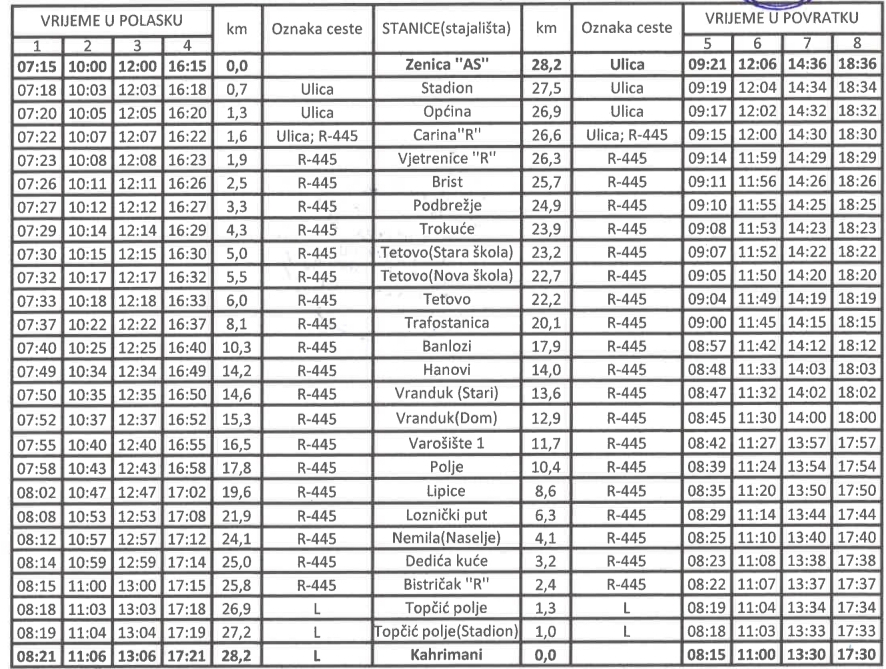 VRIJEME U POLASKU km Oznaka ceste STANICE(stajališta) km Oznaka ceste VRIJEME U POVRATKU
1 2 3 4 5 6 7 8
07:15 10:00 12:00 16:15 0,0 Zenica "AS" 28,2 Ulica 09:21 12:06 14:36 18:36
07:18 10:03 12:03 16:18 0,7 Ulica Stadion 27,5 Ulica 09:19 12:04 14:34 18:34
07:20 10:05 12:05 16:20 1,3 Ulica Općina 26,9 Ulica 09:17 12:02 14:32 18:32
07:22 10:07 12:07 16:22 1,6 Ulica; R-445 Carina"R" 26,6 Ulica; R-445 09:15 12:00 14:30 18:30
07:23 10:08 12:08 16:23 1,9 R-445 Vjetrenice "R" 26,3 R-445 09:14 11:59 14:29 18:29
07:26 10:11 12:11 16:26 2,5 R-445 Brist 25,7 R-445 09:11 11:56 14:26 18:26
07:27 10:12 12:12 16:27 3,3 R-445 Podbrežje 24,9 R-445 09:10 11:55 14:25 18:25
07:29 10:14 12:14 16:29 4,3 R-445 Trokuće 23,9 R-445 09:08 11:53 14:23 18:23
07:30 10:15 12:15 16:30 5,0 R-445 Tetovo(Stara škola) 23,2 R-445 09:07 11:52 14:22 18:22
07:32 10:17 12:17 16:32 5,5 R-445 Tetovo(Nova škola) 22,7 R-445 09:05 11:50 14:20 18:20
07:33 10:18 12:18 16:33 6,0 R-445 Tetovo 22,2 R-445 09:04 11:49 14:19 18:19
07:37 10:22 12:22 16:37 8,1 R-445 Trafostanica 20,1 R-445 09:00 11:45 14:15 18:15
07:40 10:25 12:25 16:40 10,3 R-445 Banlozi 17,9 R-445 08:57 11:42 14:12 18:12
07:49 10:34 12:34 16:49 14,2 R-445 Hanovi 14,0 R-445 08:48 11:33 14:03 18:03
07:50 10:35 12:35 16:50 14,6 R-445 Vranduk (Stari) 13,6 R-445 08:47 11:32 14:02 18:02
07:52 10:37 12:37 16:52 15,3 R-445 Vranduk(Dom) 12,9 R-445 08:45 11:30 14:00 18:00
07:55 10:40 12:40 16:55 16,5 R-445 Varošište 1 11,7 R-445 08:42 11:27 13:57 17:57
07:58 10:43 12:43 16:58 17,8 R-445 Polje 10,4 R-445 08:39 11:24 13:54 17:54
08:02 10:47 12:47 17:02 19,6 R-445 Lipice 8,6 R-445 08:35 11:20 13:50 17:50
08:08 10:53 12:53 17:08 21,9 R-445 Loznički put 6,3 R-445 08:29 11:14 13:44 17:44
08:12 10:57 12:57 17:12 24,1 R-445 Nemila(Naselje) 4,1 R-445 08:25 11:10 13:40 17:40
08:14 10:59 12:59 17:14 25,0 R-445 Dedića kuće 3,2 R-445 08:23 11:08 13:38 17:38
08:15 11:00 13:00 17:15 25,8 R-445 Bistričak "R" 2,4 R-445 08:22 11:07 13:37 17:37
08:18 11:03 13:03 17:18 26,9 L Topčić polje 1,3 L 08:19 11:04 13:34 17:34
08:19 11:04 13:04 17:19 27,2 L Topčić polje(Stadion) 1,0 L 08:18 11:03 13:33 17:33
08:21 11:06 13:06 17:21 28,2 L Kahrimani 0,0 08:15 11:00 13:30 17:30